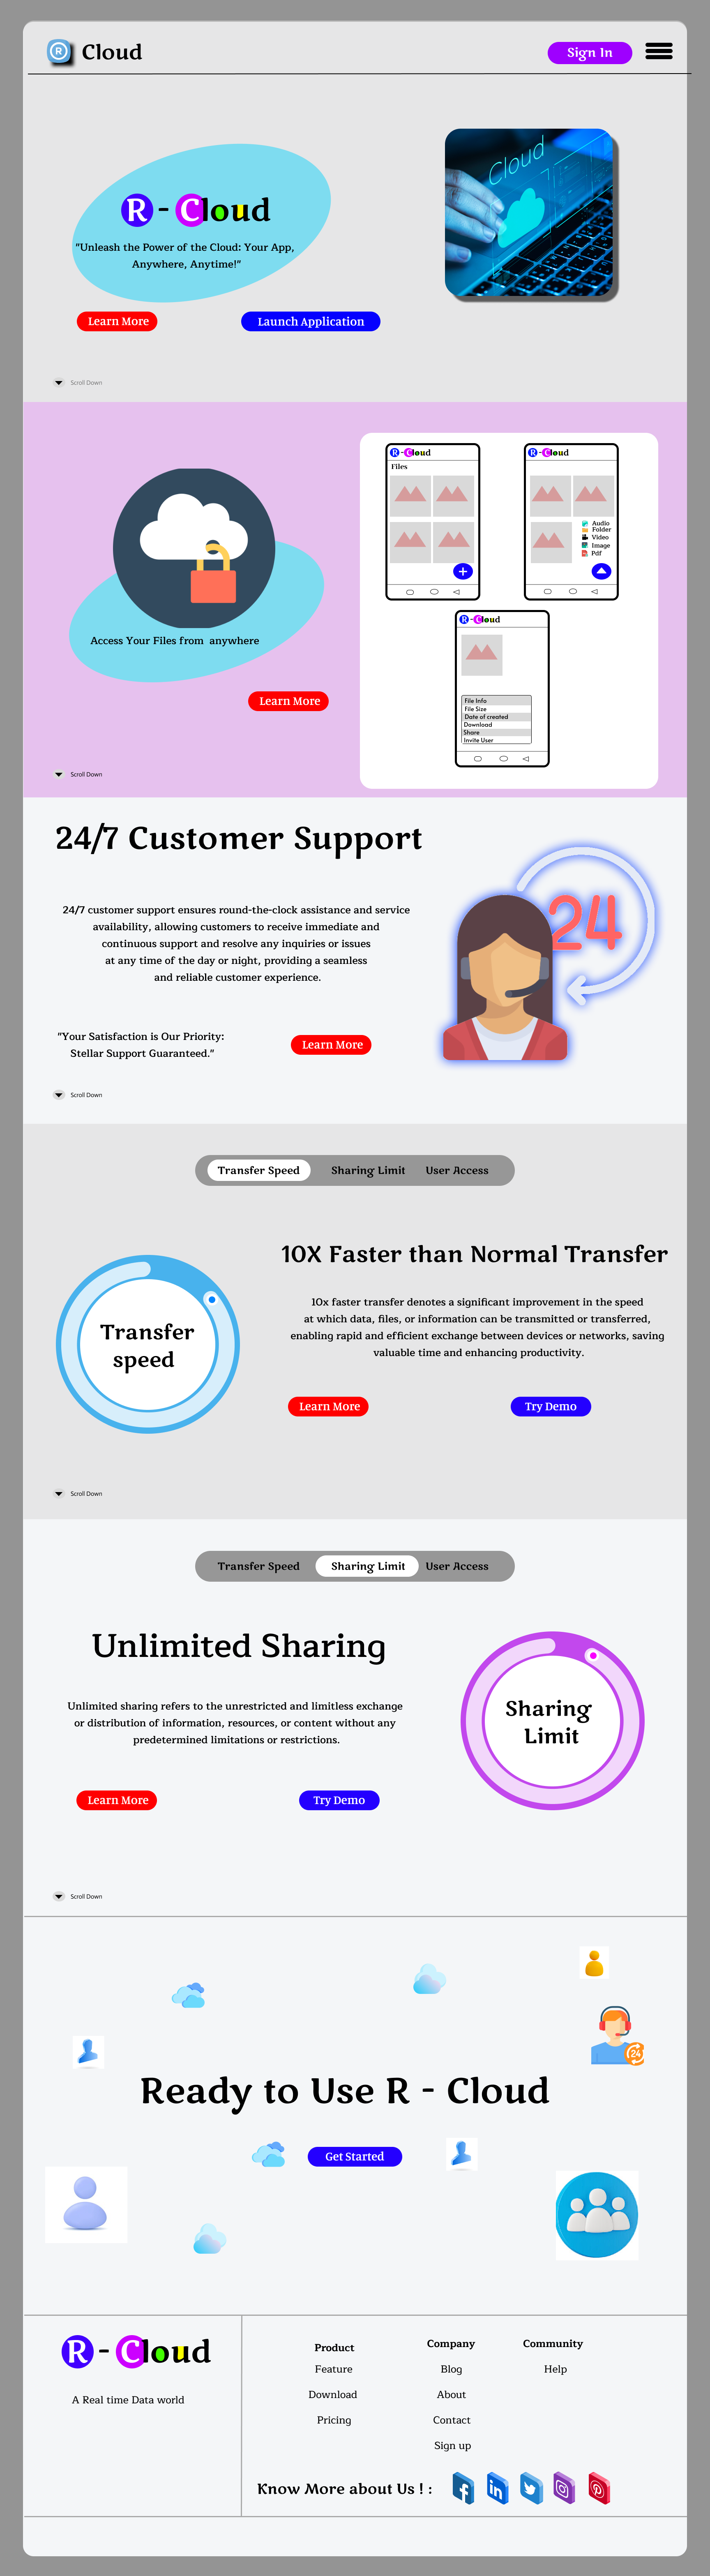 R Cloud
Sign In
R - Cloud
"Unleash the Power of the Cloud: Your App,
Anywhere, Anytime!"
Cloud
Learn More
Launch Application
Scroll Down
Access Your Files from anywhere
Learn More
Scroll Down
R - Cloud
Files
+
R - Cloud
Audio
Folder
Video
Image
Pdf
R - Cloud
File Info
File Size
Date of created
Download
Share
Invite User
24/7 Customer Support
24/7 customer support ensures round-the-clock assistance and service
availability, allowing customers to receive immediate and
continuous support and resolve any inquiries or issues
at any time of the day or night, providing a seamless
and reliable customer experience.
24
"Your Satisfaction is Our Priority:
Stellar Support Guaranteed."
Learn More
Scroll Down
Transfer Speed Sharing Limit User Access
Transfer
speed
10X Faster than Normal Transfer
10x faster transfer denotes a significant improvement in the speed
at which data, files, or information can be transmitted or transferred,
enabling rapid and efficient exchange between devices or networks, saving
valuable time and enhancing productivity.
Learn More
Try Demo
Scroll Down
Transfer Speed Sharing Limit User Access
Unlimited Sharing
Unlimited sharing refers to the unrestricted and limitless exchange
or distribution of information, resources, or content without any
predetermined limitations or restrictions.
Sharing
Limit
Learn More
Try Demo
Scroll Down
24
Ready to Use R - Cloud
Get Started
R - Cloud
A Real time Data world
Product
Feature
Download
Pricing
Company
Blog
About
Contact
Sign up
Community
Help
Know More about Us ! :
f
in